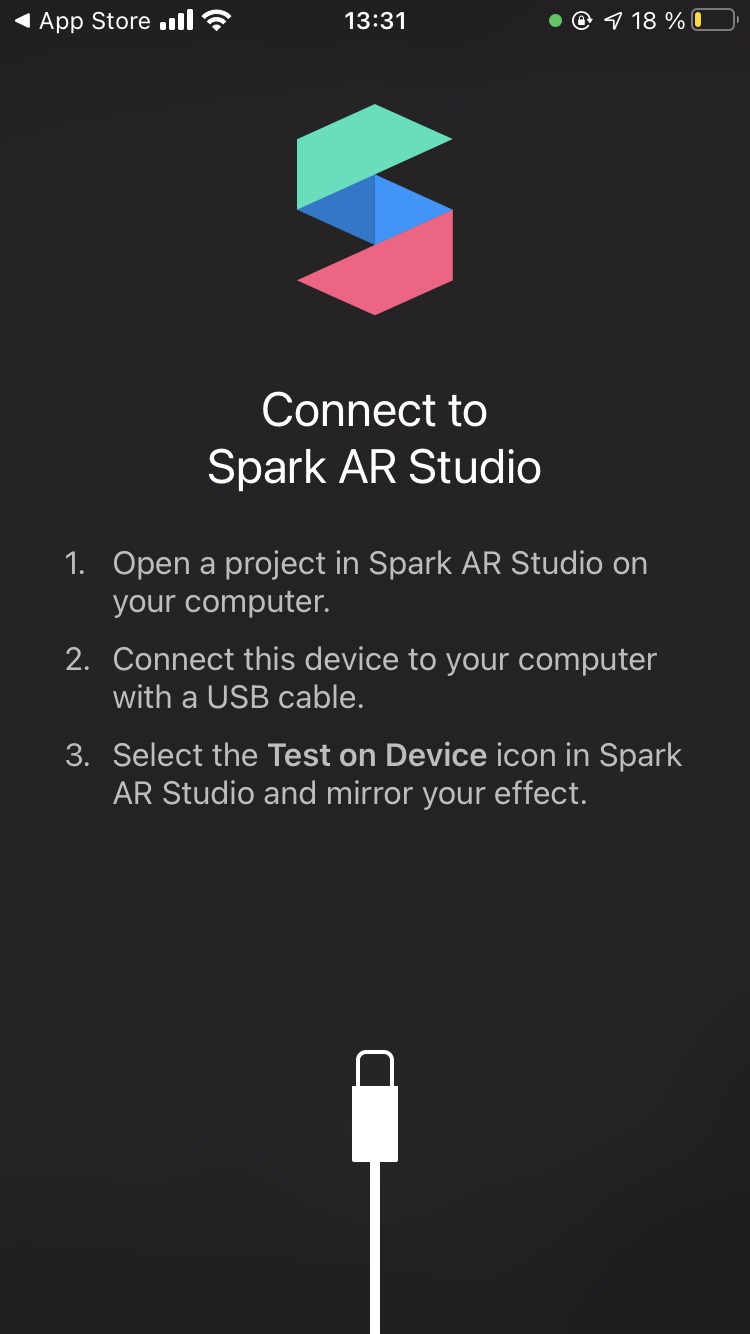 App Store 13:31 18 %
Connect to
Spark AR Studio
1. Open a project in Spark AR Studio on
your computer.
2. Connect this device to your computer
with a USB cable.
3. Select the Test on Device icon in Spark
AR Studio and mirror your effect.